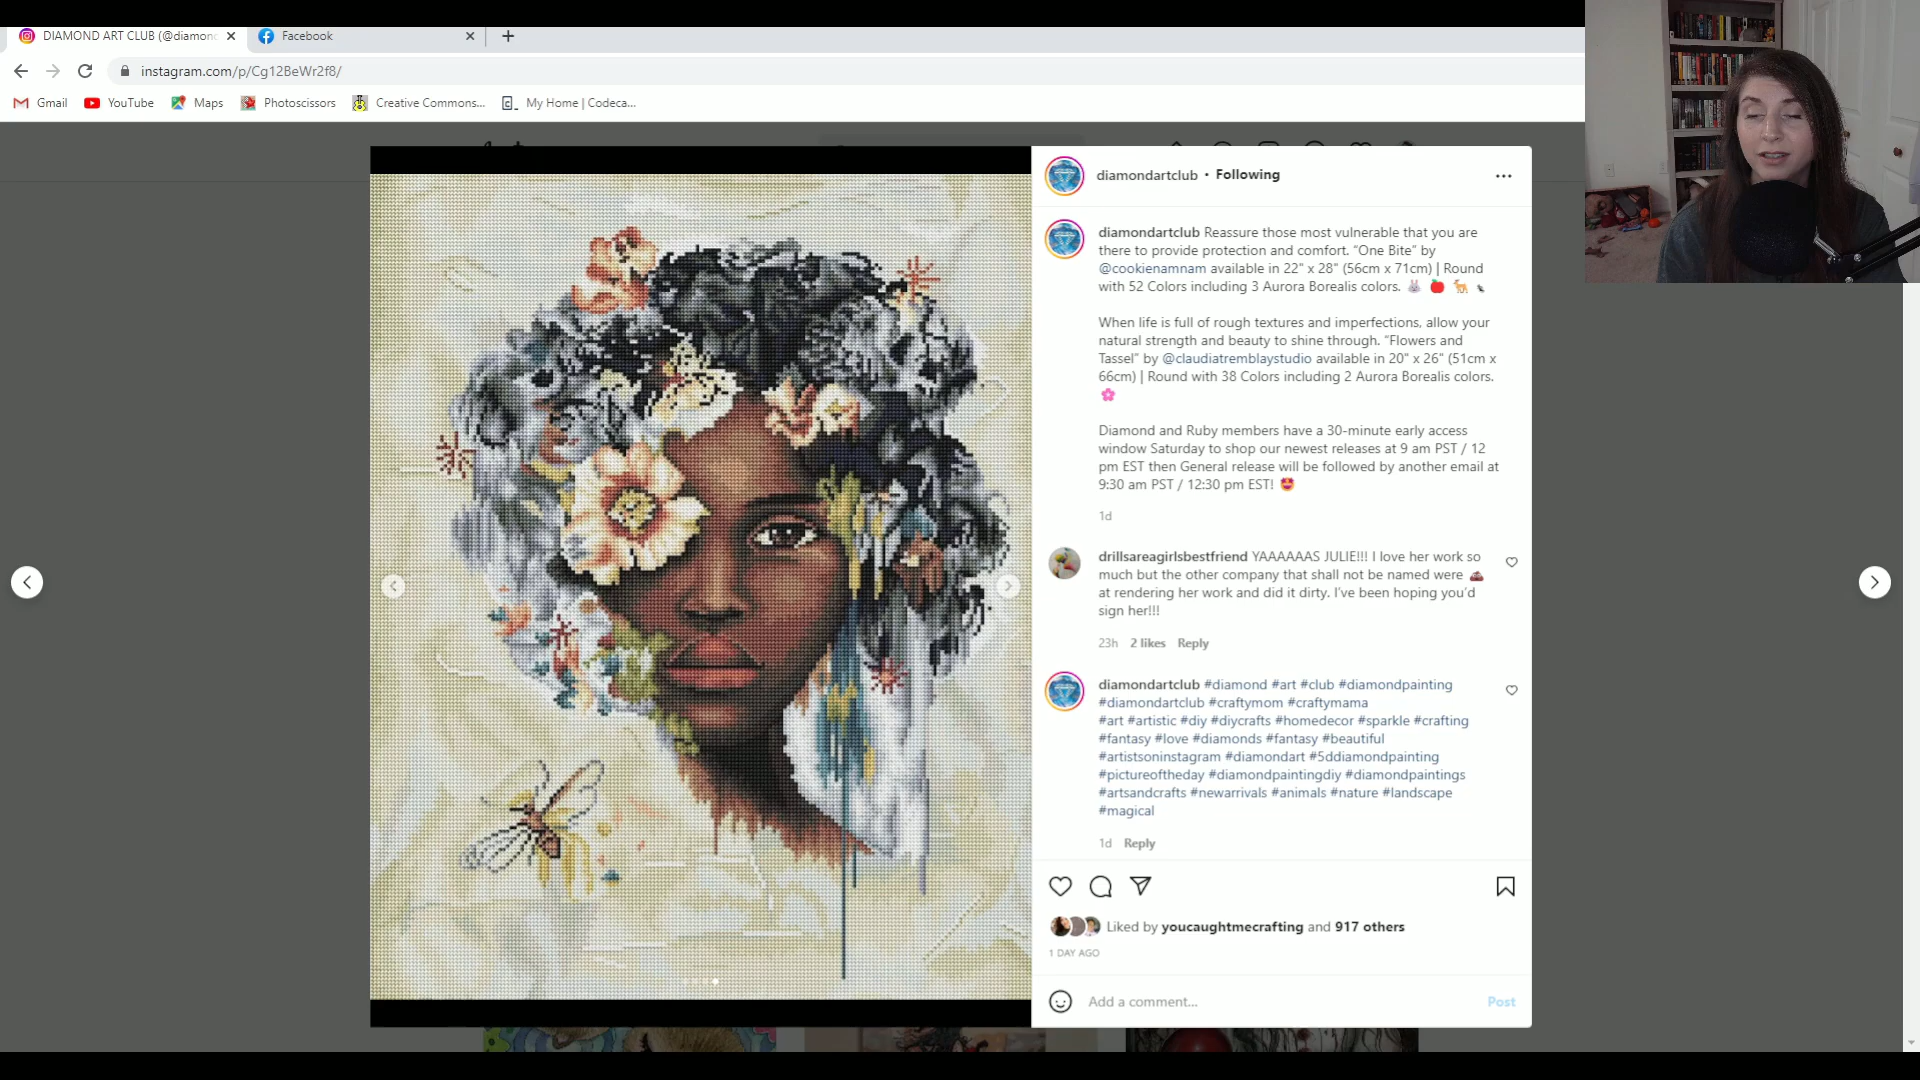 DIAMOND ART CLUB (@diamon
Facebook
instagram.com/p/Cg12BeWr2f8/
Gmail
YouTube
Maps
Photoscissors
Creative Commons...
My Home | Codeca...
diamondartclub • Following
diamondartclub Reassure those most vulnerable that you are
there to provide protection and comfort. “One Bite” by
@cookienamnam available in 22" x 28" (56cm x 71cm) | Round
with 52 Colors including 3 Aurora Borealis colors. 🐰 🍎 🦌
When life is full of rough textures and imperfections, allow your
natural strength and beauty to shine through. “Flowers and
Tassel” by @claudiatremblaystudio available in 20" x 26" (51cm x
66cm) | Round with 38 Colors including 2 Aurora Borealis colors.
🌸
Diamond and Ruby members have a 30-minute early access
window Saturday to shop our newest releases at 9 am PST / 12
pm EST then General release will be followed by another email at
9:30 am PST / 12:30 pm EST! 🤩
1d
drillsareagirlsbestfriend YAAAAAAS JULIE!!! I love her work so
much but the other company that shall not be named were 💩
at rendering her work and did it dirty. I’ve been hoping you’d
sign her!!!
23h 2 likes Reply
diamondartclub #diamond #art #club #diamondpainting
#diamondartclub #craftymom #craftymama
#art #artistic #diy #diycrafts #homedecor #sparkle #crafting
#fantasy #love #diamonds #fantasy #beautiful
#artistsoninstagram #diamondart #5ddiamondpainting
#pictureoftheday #diamondpaintingdiy #diamondpaintings
#artsandcrafts #newarrivals #animals #nature #landscape
#magical
1d Reply
Liked by youcaughtmecrafting and 917 others
1 DAY AGO
Add a comment...
Post